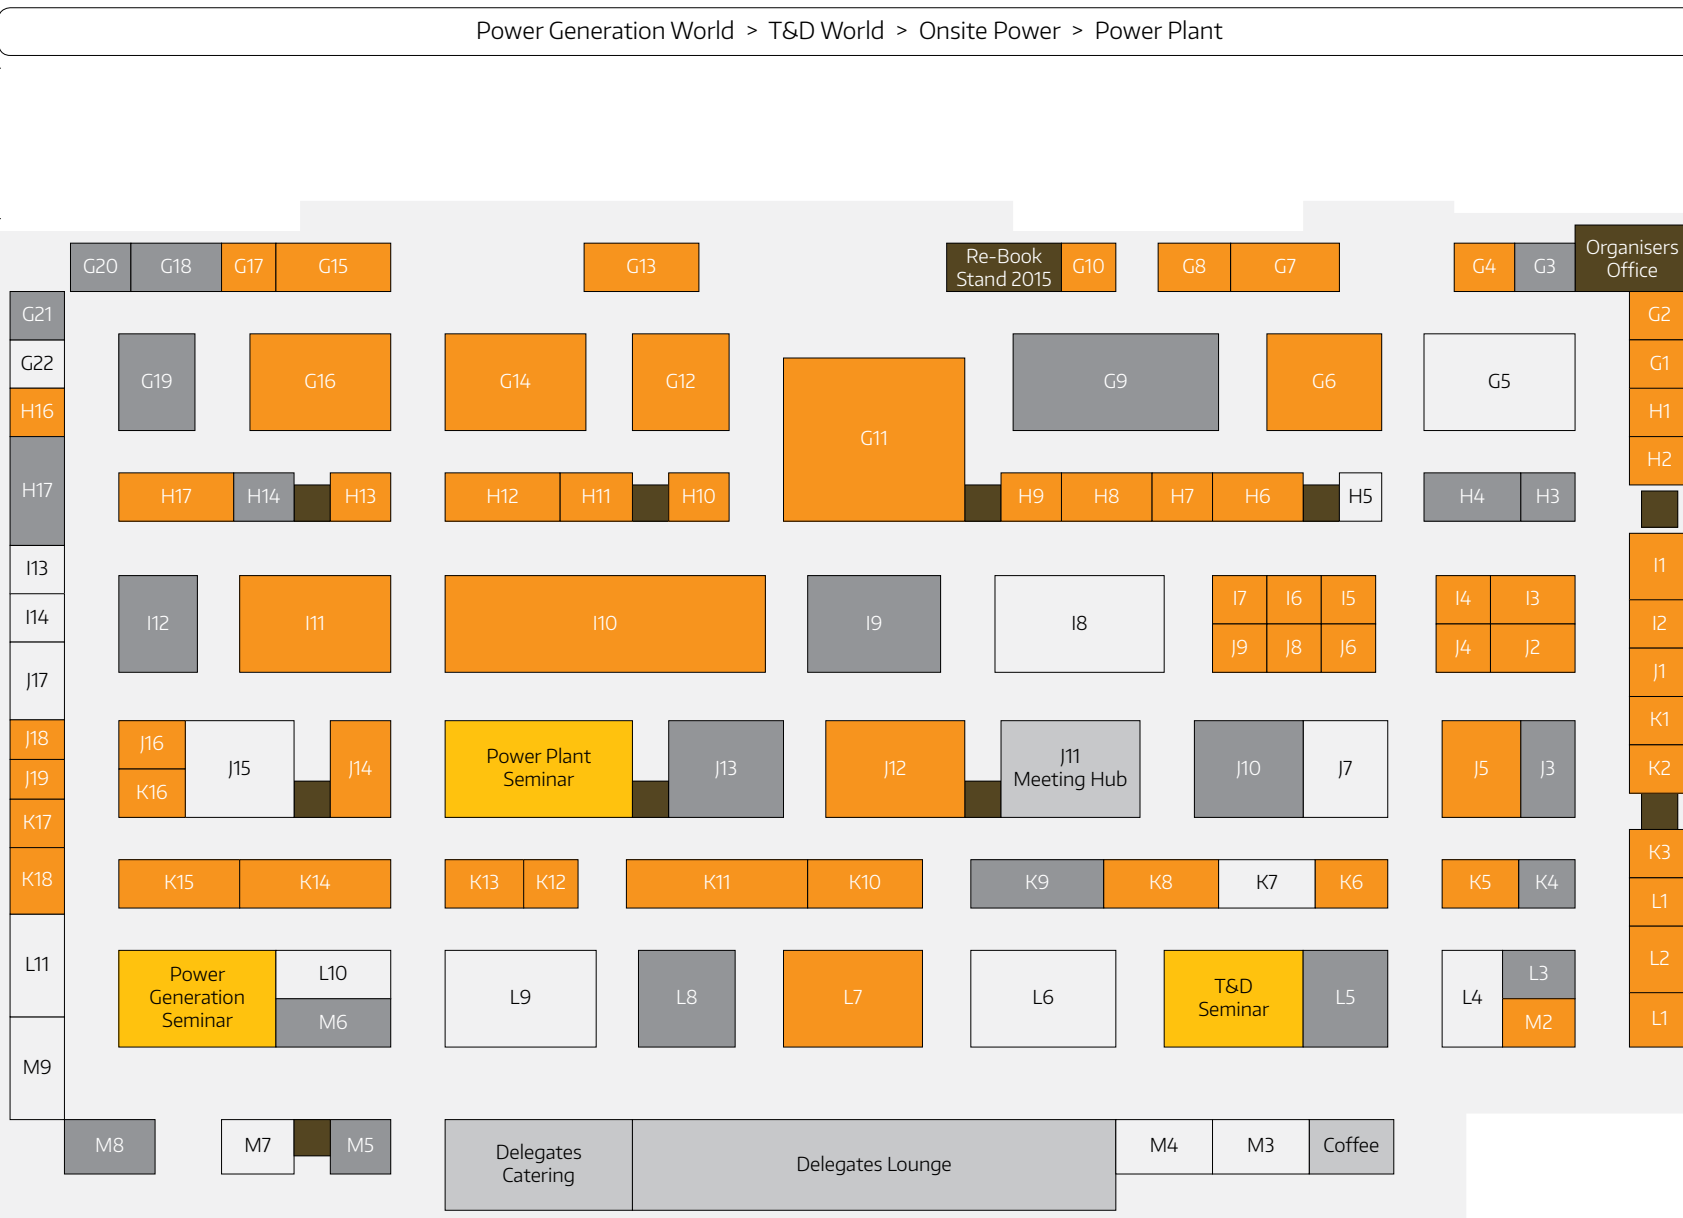 Power Generation World > T&D World > Onsite Power > Power Plant
G20
G18
G17
G15
G13
Re-Book
Stand 2015
G10
G8
G7
G4
G3
Organisers
Office
G21
G2
G22
G19
G16
G14
G12
G11
G9
G6
G5
G1
H16
H1
H2
H17
H17
H14
H13
H12
H11
H10
H9
H8
H7
H6
H5
H4
H3
I13
I1
I14
I12
I11
I10
I9
I8
I7
I6
I5
I4
I3
I2
J9
J8
J6
J4
J2
J17
J1
J18
J16
J15
J14
Power Plant
Seminar
J13
J12
J11
Meeting Hub
J10
J7
J5
J3
K1
J19
K16
K2
K17
K18
K15
K14
K13
K12
K11
K10
K9
K8
K7
K6
K5
K4
K3
L1
L11
Power
Generation
Seminar
L10
M6
L9
L8
L7
L6
T&D
Seminar
L5
L4
L3
M2
L2
L1
M9
M8
M7
M5
Delegates
Catering
Delegates Lounge
M4
M3
Coffee